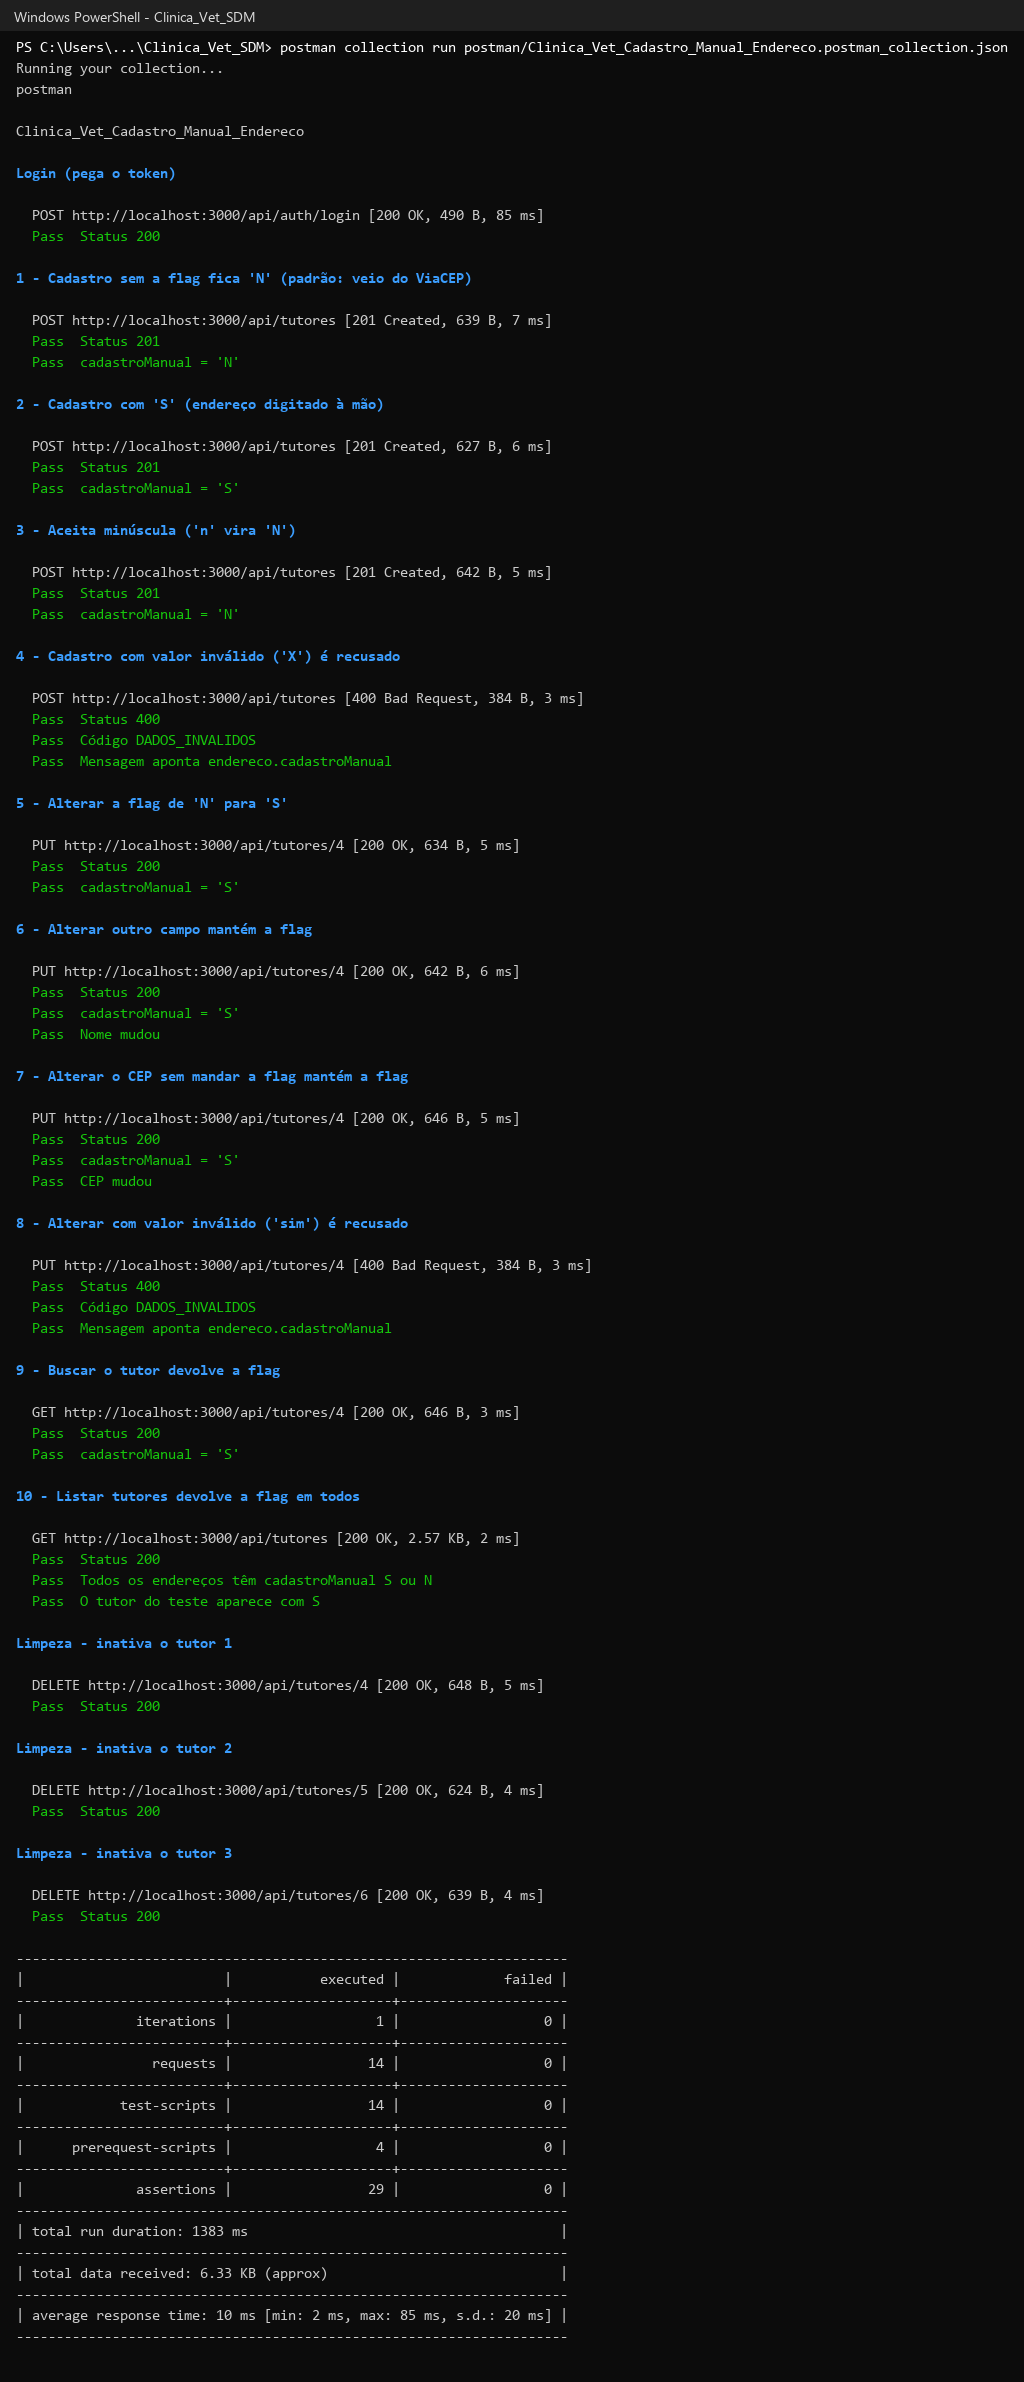 Windows PowerShell - Clinica_Vet_SDM
PS C:\Users\...\Clinica_Vet_SDM> postman collection run postman/Clinica_Vet_Cadastro_Manual_Endereco.postman_collection.json
Running your collection...
postman
Clinica_Vet_Cadastro_Manual_Endereco
Login (pega o token)
POST http://localhost:3000/api/auth/login [200 OK, 490 B, 85 ms]
Pass  Status 200
1 - Cadastro sem a flag fica 'N' (padrão: veio do ViaCEP)
POST http://localhost:3000/api/tutores [201 Created, 639 B, 7 ms]
Pass  Status 201
Pass  cadastroManual = 'N'
2 - Cadastro com 'S' (endereço digitado à mão)
POST http://localhost:3000/api/tutores [201 Created, 627 B, 6 ms]
Pass  Status 201
Pass  cadastroManual = 'S'
3 - Aceita minúscula ('n' vira 'N')
POST http://localhost:3000/api/tutores [201 Created, 642 B, 5 ms]
Pass  Status 201
Pass  cadastroManual = 'N'
4 - Cadastro com valor inválido ('X') é recusado
POST http://localhost:3000/api/tutores [400 Bad Request, 384 B, 3 ms]
Pass  Status 400
Pass  Código DADOS_INVALIDOS
Pass  Mensagem aponta endereco.cadastroManual
5 - Alterar a flag de 'N' para 'S'
PUT http://localhost:3000/api/tutores/4 [200 OK, 634 B, 5 ms]
Pass  Status 200
Pass  cadastroManual = 'S'
6 - Alterar outro campo mantém a flag
PUT http://localhost:3000/api/tutores/4 [200 OK, 642 B, 6 ms]
Pass  Status 200
Pass  cadastroManual = 'S'
Pass  Nome mudou
7 - Alterar o CEP sem mandar a flag mantém a flag
PUT http://localhost:3000/api/tutores/4 [200 OK, 646 B, 5 ms]
Pass  Status 200
Pass  cadastroManual = 'S'
Pass  CEP mudou
8 - Alterar com valor inválido ('sim') é recusado
PUT http://localhost:3000/api/tutores/4 [400 Bad Request, 384 B, 3 ms]
Pass  Status 400
Pass  Código DADOS_INVALIDOS
Pass  Mensagem aponta endereco.cadastroManual
9 - Buscar o tutor devolve a flag
GET http://localhost:3000/api/tutores/4 [200 OK, 646 B, 3 ms]
Pass  Status 200
Pass  cadastroManual = 'S'
10 - Listar tutores devolve a flag em todos
GET http://localhost:3000/api/tutores [200 OK, 2.57 KB, 2 ms]
Pass  Status 200
Pass  Todos os endereços têm cadastroManual S ou N
Pass  O tutor do teste aparece com S
Limpeza - inativa o tutor 1
DELETE http://localhost:3000/api/tutores/4 [200 OK, 648 B, 5 ms]
Pass  Status 200
Limpeza - inativa o tutor 2
DELETE http://localhost:3000/api/tutores/5 [200 OK, 624 B, 4 ms]
Pass  Status 200
Limpeza - inativa o tutor 3
DELETE http://localhost:3000/api/tutores/6 [200 OK, 639 B, 4 ms]
Pass  Status 200
---------------------------------------------------------------------
|                         |           executed |             failed |
--------------------------+--------------------+---------------------
|              iterations |                  1 |                  0 |
--------------------------+--------------------+---------------------
|                requests |                 14 |                  0 |
--------------------------+--------------------+---------------------
|            test-scripts |                 14 |                  0 |
--------------------------+--------------------+---------------------
|      prerequest-scripts |                  4 |                  0 |
--------------------------+--------------------+---------------------
|              assertions |                 29 |                  0 |
---------------------------------------------------------------------
| total run duration: 1383 ms                                       |
---------------------------------------------------------------------
| total data received: 6.33 KB (approx)                             |
---------------------------------------------------------------------
| average response time: 10 ms [min: 2 ms, max: 85 ms, s.d.: 20 ms] |
---------------------------------------------------------------------